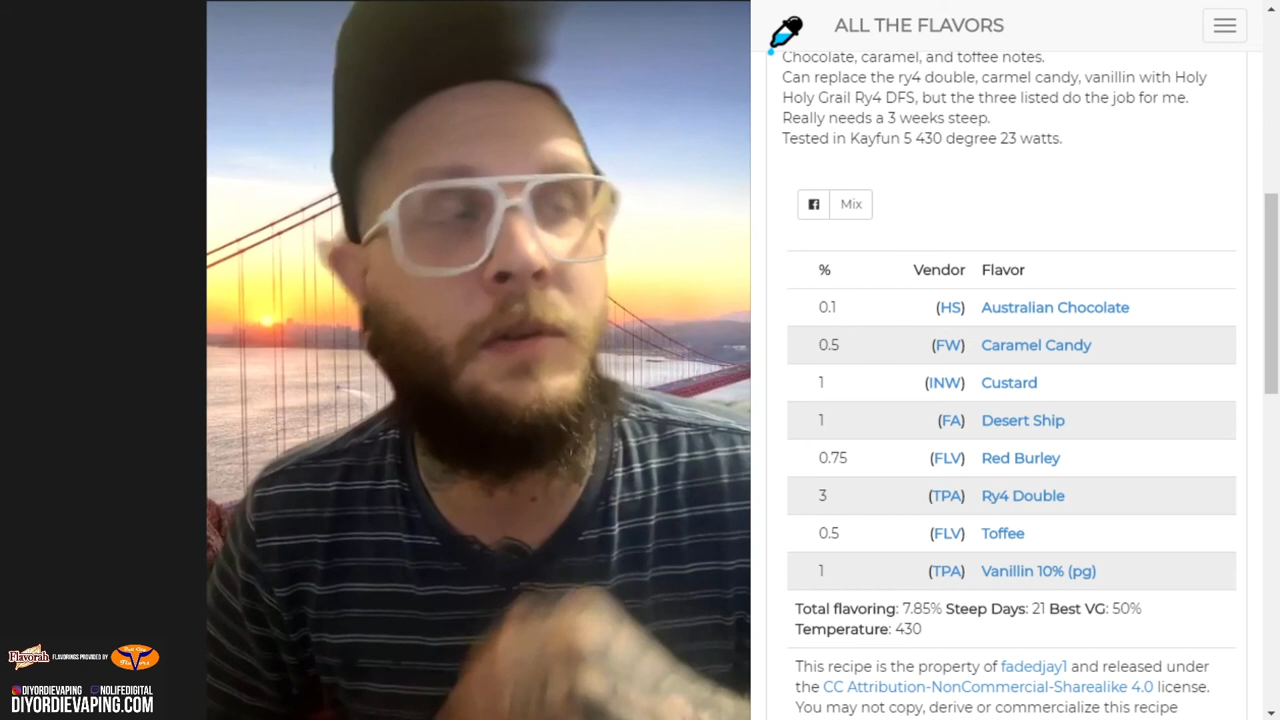 ALL THE FLAVORS
Chocolate, caramel, and toffee notes.
Can replace the ry4 double, carmel candy, vanillin with Holy
Holy Grail Ry4 DFS, but the three listed do the job for me.
Really needs a 3 weeks steep.
Tested in Kayfun 5 430 degree 23 watts.
Mix
% Vendor Flavor
0.1 (HS) Australian Chocolate
0.5 (FW) Caramel Candy
1 (INW) Custard
1 (FA) Desert Ship
0.75 (FLV) Red Burley
3 (TPA) Ry4 Double
0.5 (FLV) Toffee
1 (TPA) Vanillin 10% (pg)
Total flavoring: 7.85% Steep Days: 21 Best VG: 50%
Temperature: 430
This recipe is the property of fadedjay1 and released under
the CC Attribution-NonCommercial-Sharealike 4.0 license.
You may not copy, derive or commercialize this recipe
Flavorah FLAVORINGS PROVIDED BY
DIYORDIEVAPING NOLIFEDIGITAL
DIYORDIEVAPING.COM